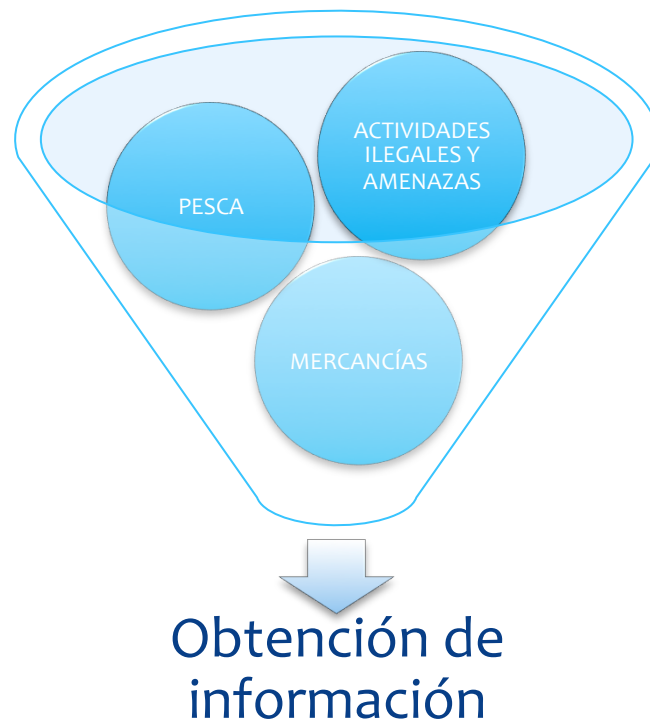 ACTIVIDADES
ILEGALES Y
AMENAZAS
PESCA
MERCANCÍAS
Obtención de
información